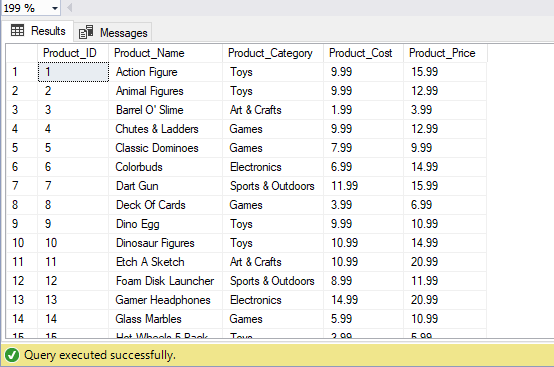 199 %
Results Messages
Product_ID Product_Name Product_Category Product_Cost Product_Price
1 1 Action Figure Toys 9.99 15.99
2 2 Animal Figures Toys 9.99 12.99
3 3 Barrel O' Slime Art & Crafts 1.99 3.99
4 4 Chutes & Ladders Games 9.99 12.99
5 5 Classic Dominoes Games 7.99 9.99
6 6 Colorbuds Electronics 6.99 14.99
7 7 Dart Gun Sports & Outdoors 11.99 15.99
8 8 Deck Of Cards Games 3.99 6.99
9 9 Dino Egg Toys 9.99 10.99
10 10 Dinosaur Figures Toys 10.99 14.99
11 11 Etch A Sketch Art & Crafts 10.99 20.99
12 12 Foam Disk Launcher Sports & Outdoors 8.99 11.99
13 13 Gamer Headphones Electronics 14.99 20.99
14 14 Glass Marbles Games 5.99 10.99
15 15 Hot Wheels 5-Pack Toys 3.99 5.99
Query executed successfully.